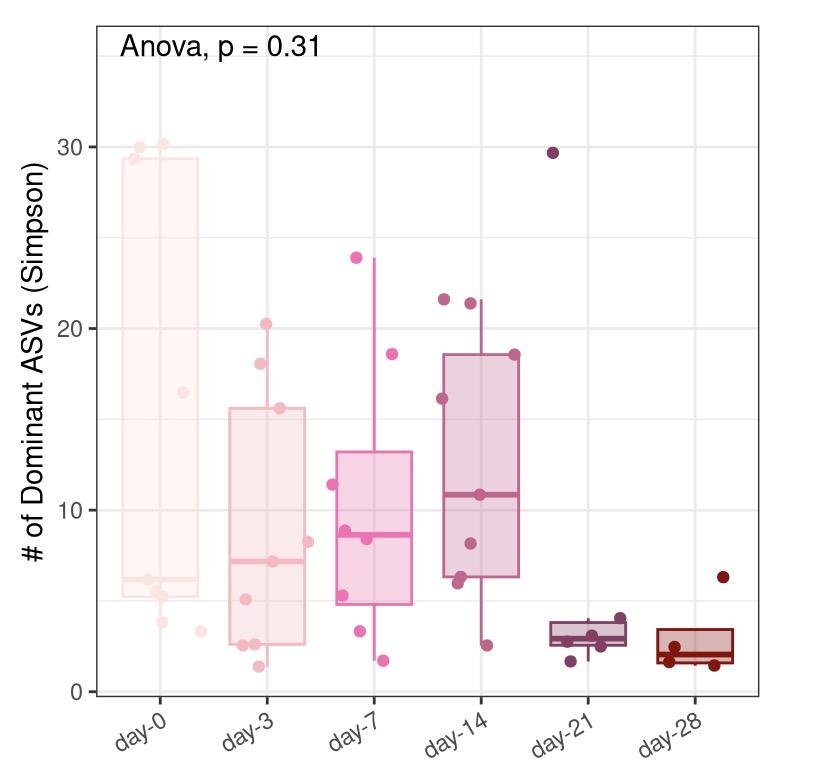 Anova, p = 0.31
# of Dominant ASVs (Simpson)
30
20
10
0
day-0
day-3
day-7
day-14
day-21
day-28